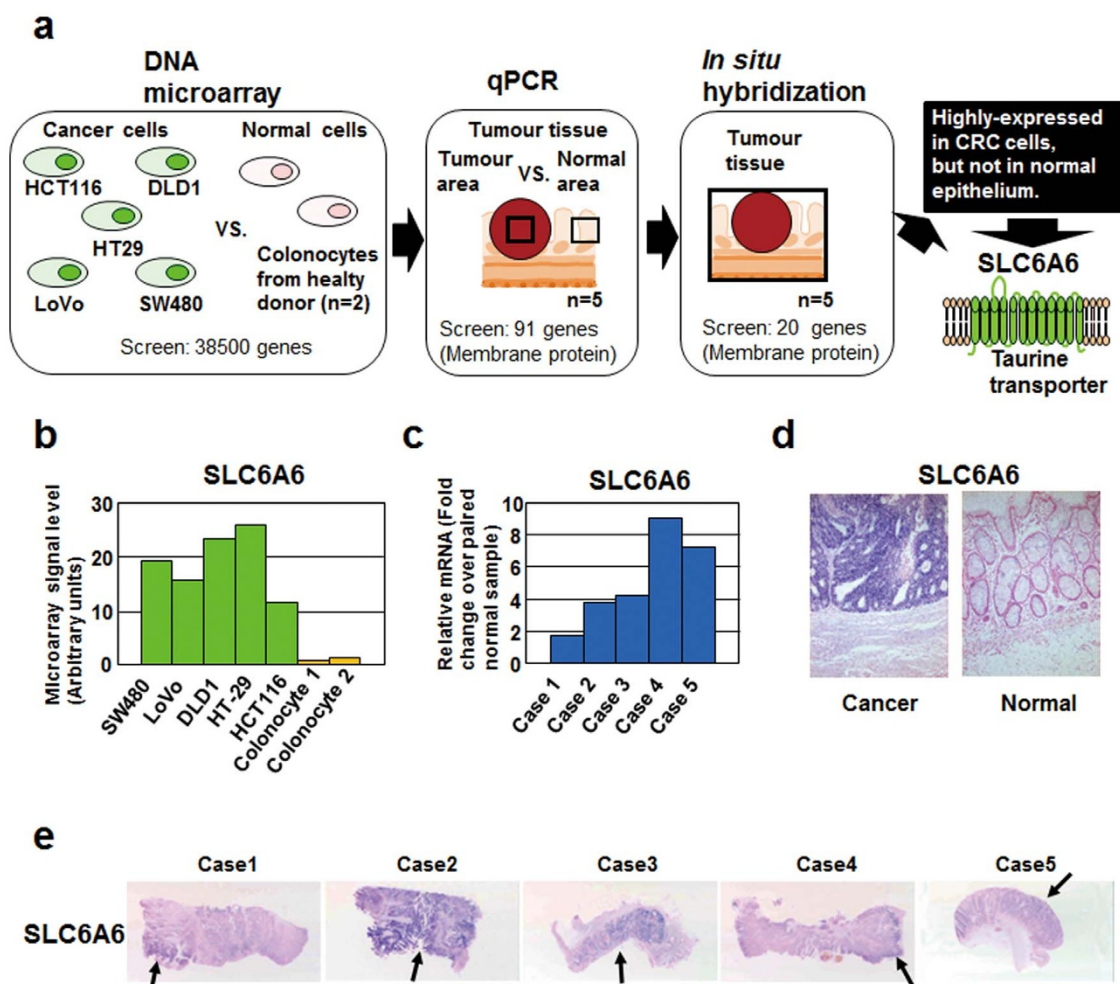 a
DNA
microarray
Cancer cells
Normal cells
HCT116
DLD1
HT29
VS.
LoVo
SW480
Colonocytes
from healty
donor (n=2)
Screen: 38500 genes
qPCR
Tumour tissue
Tumour
area
VS.
Normal
area
n=5
Screen: 91 genes
(Membrane protein)
In situ
hybridization
Tumour
tissue
n=5
Screen: 20 genes
(Membrane protein)
Highly-expressed
in CRC cells,
but not in normal
epithelium.
SLC6A6
Taurine
transporter
b
SLC6A6
Microarray signal level
(Arbitrary units)
30
20
10
0
SW480
LoVo
DLD1
HT-29
HCT116
Colonocyte 1
Colonocyte 2
c
SLC6A6
Relative mRNA (Fold
change over paired
normal sample)
10
8
6
4
2
0
Case 1
Case 2
Case 3
Case 4
Case 5
d
SLC6A6
Cancer
Normal
e
Case1
Case2
Case3
Case4
Case5
SLC6A6